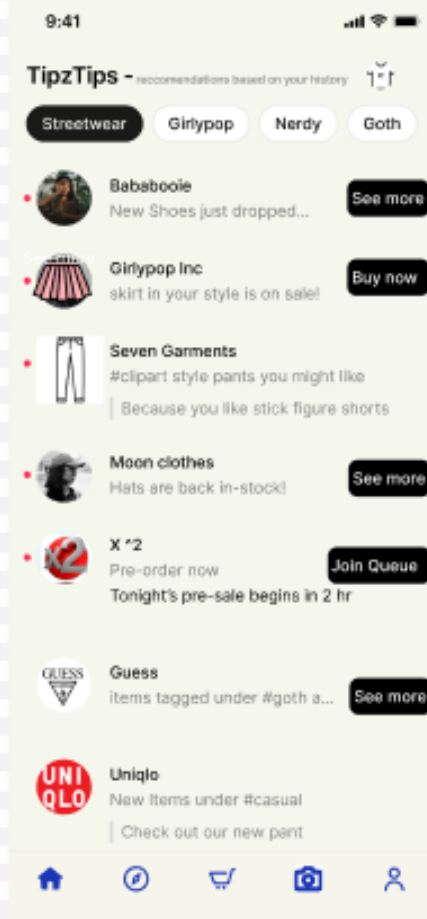 9:41
TipzTips - reccomendations based on your history
Streetwear Girlypop Nerdy Goth
Bababooie
New Shoes just dropped...
See more
Girlypop Inc
skirt in your style is on sale!
Buy now
Seven Garments
#clipart style pants you might like
Because you like stick figure shorts
Moon clothes
Hats are back in-stock!
See more
X2
X ^2
Pre-order now
Join Queue
Tonight's pre-sale begins in 2 hr
GUESS
Guess
items tagged under #goth a...
See more
UNI
QLO
Uniqlo
New Items under #casual
Check out our new pant